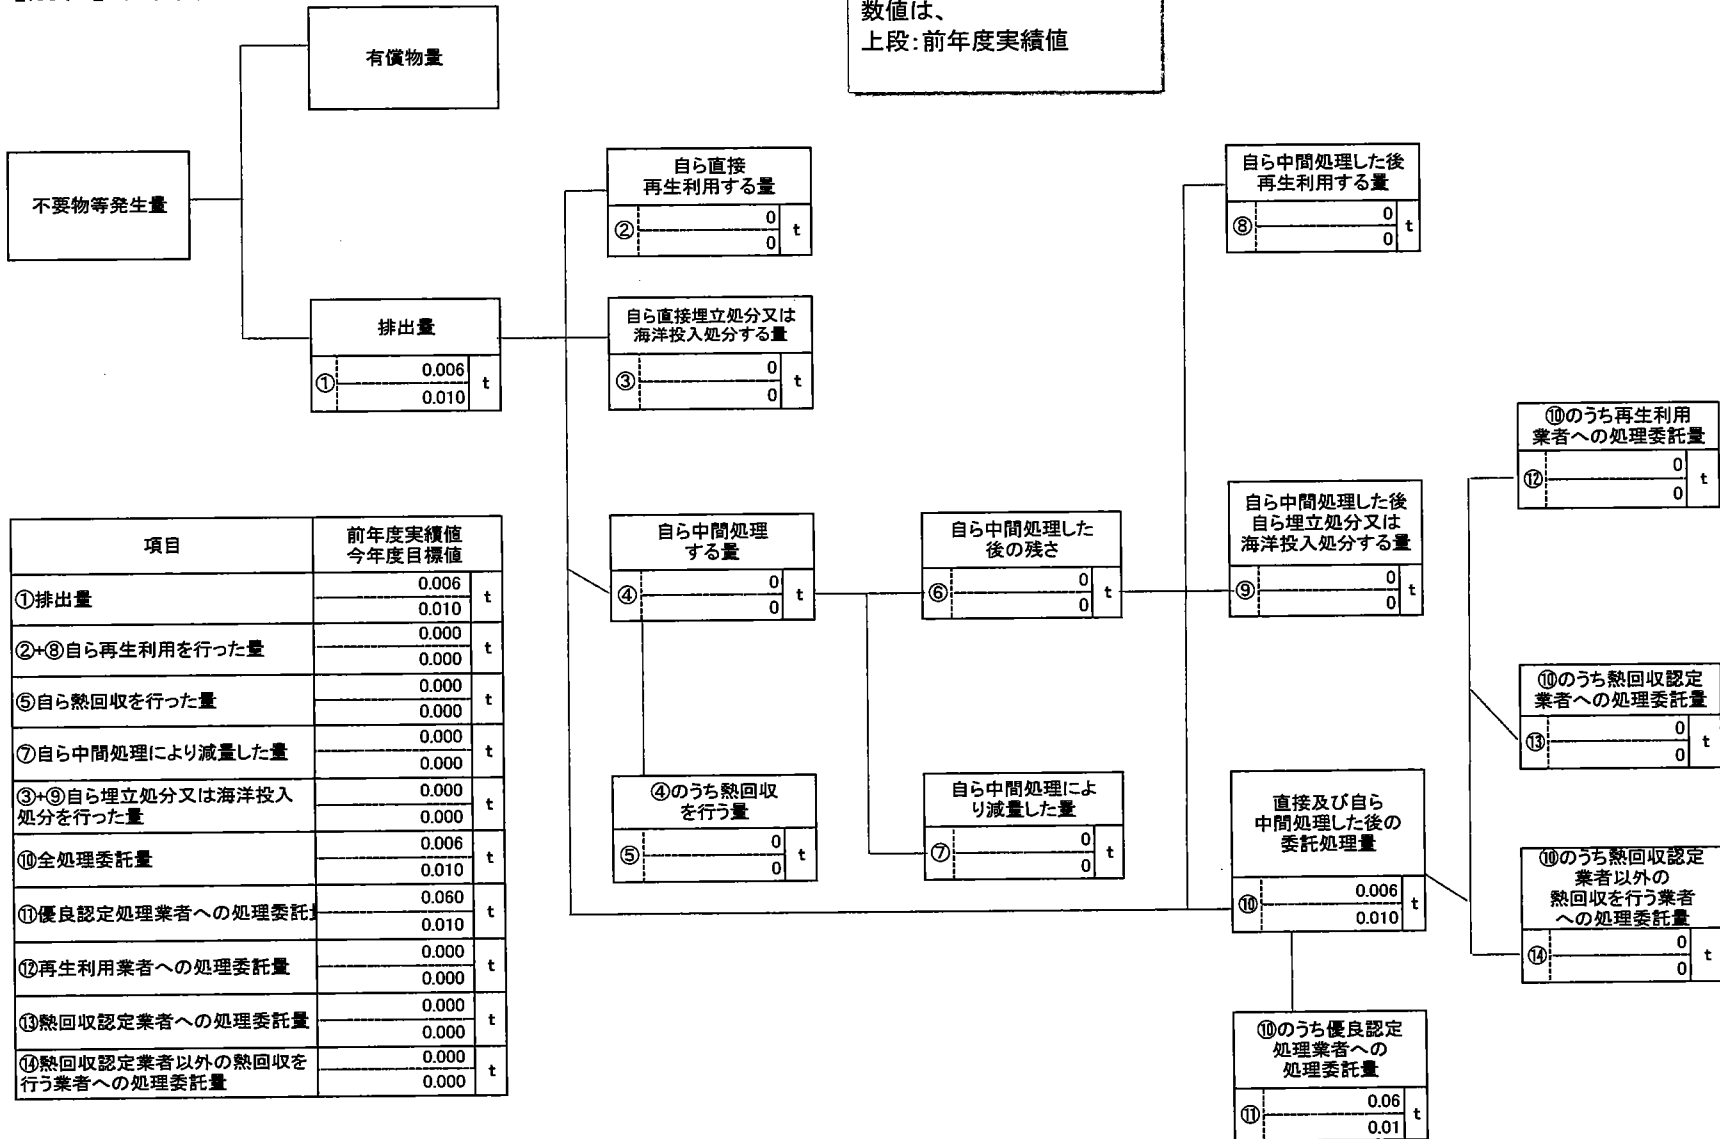 数値は、
上段:前年度実績値
有償物量
不要物等発生量
排出量
①
0.006
0.010
t
自ら直接
再生利用する量
②
0
0
t
自ら直接埋立処分又は
海洋投入処分する量
③
0
0
t
自ら中間処理
する量
④
0
0
t
④のうち熱回収
を行う量
⑤
0
0
t
自ら中間処理した
後の残さ
⑥
0
0
t
自ら中間処理によ
り減量した量
⑦
0
0
t
自ら中間処理した後
再生利用する量
⑧
0
0
t
自ら中間処理した後
自ら埋立処分又は
海洋投入処分する量
⑨
0
0
t
直接及び自ら
中間処理した後の
委託処理量
⑩
0.006
0.010
t
⑩のうち優良認定
処理業者への
処理委託量
⑪
0.06
0.01
t
⑩のうち再生利用
業者への処理委託量
⑫
0
0
t
⑩のうち熱回収認定
業者への処理委託量
⑬
0
0
t
⑩のうち熱回収認定
業者以外の
熱回収を行う業者
への処理委託量
⑭
0
0
t
項目
前年度実績値
今年度目標値
①排出量
0.006
0.010
t
②+⑧自ら再生利用を行った量
0.000
0.000
t
⑤自ら熱回収を行った量
0.000
0.000
t
⑦自ら中間処理により減量した量
0.000
0.000
t
③+⑨自ら埋立処分又は海洋投入
処分を行った量
0.000
0.000
t
⑩全処理委託量
0.006
0.010
t
⑪優良認定処理業者への処理委託
0.060
0.010
t
⑫再生利用業者への処理委託量
0.000
0.000
t
⑬熱回収認定業者への処理委託量
0.000
0.000
t
⑭熱回収認定業者以外の熱回収を
行う業者への処理委託量
0.000
0.000
t